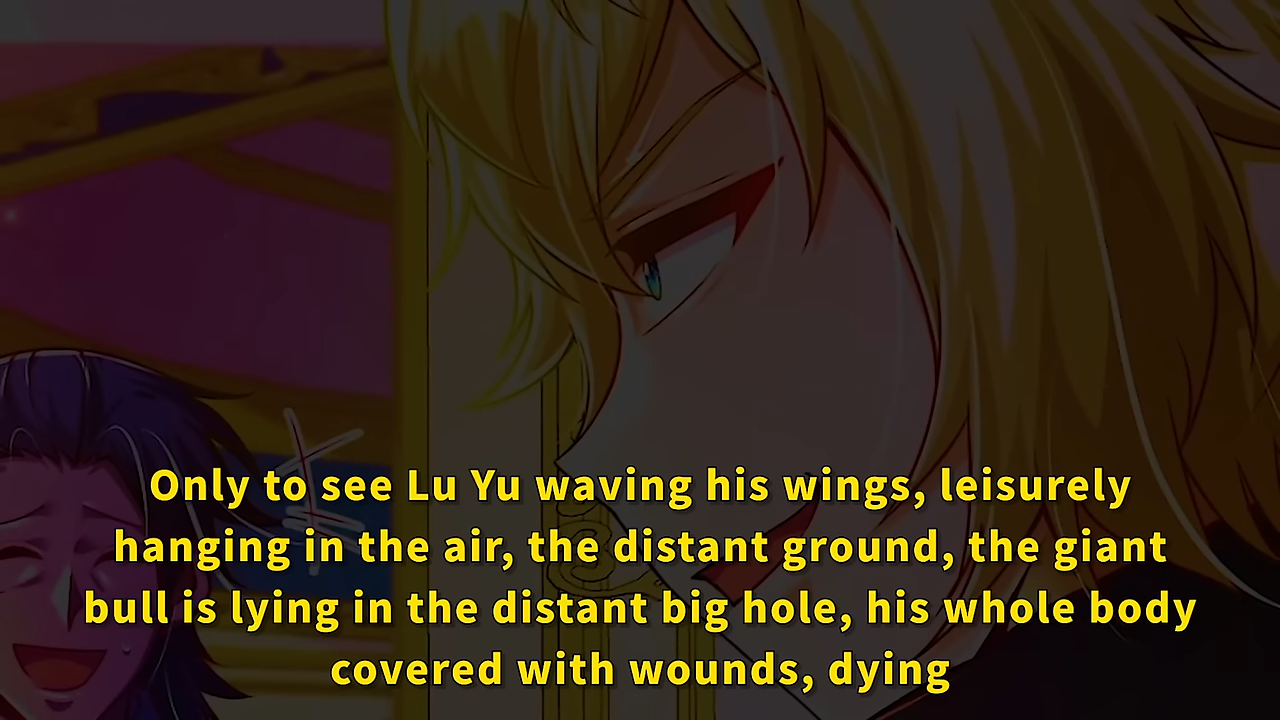 Only to see Lu Yu waving his wings, leisurely
hanging in the air, the distant ground, the giant
bull is lying in the distant big hole, his whole body
covered with wounds, dying